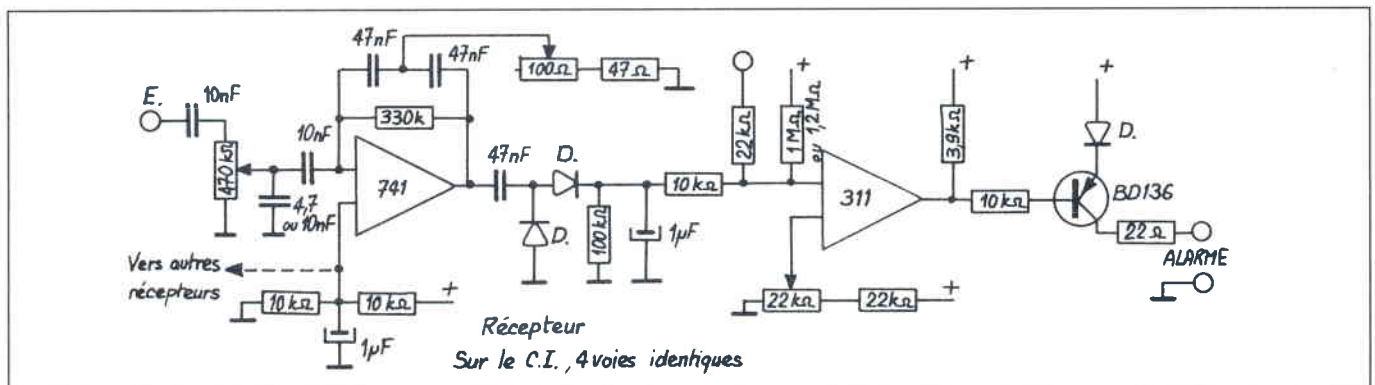 E.
10nF
470kΩ
4,7
ou 10nF
10nF
47nF
47nF
330k
741
100Ω
47Ω
47nF
D.
D.
100kΩ
1µF
10kΩ
22kΩ
+
1MΩ
ou 1,2MΩ
311
22kΩ
22kΩ
+
+
3,9kΩ
10kΩ
+
D.
BD136
22Ω
ALARME
Vers autres
récepteurs
10kΩ
10kΩ
+
1µF
Récepteur
Sur le C.I., 4 voies identiques